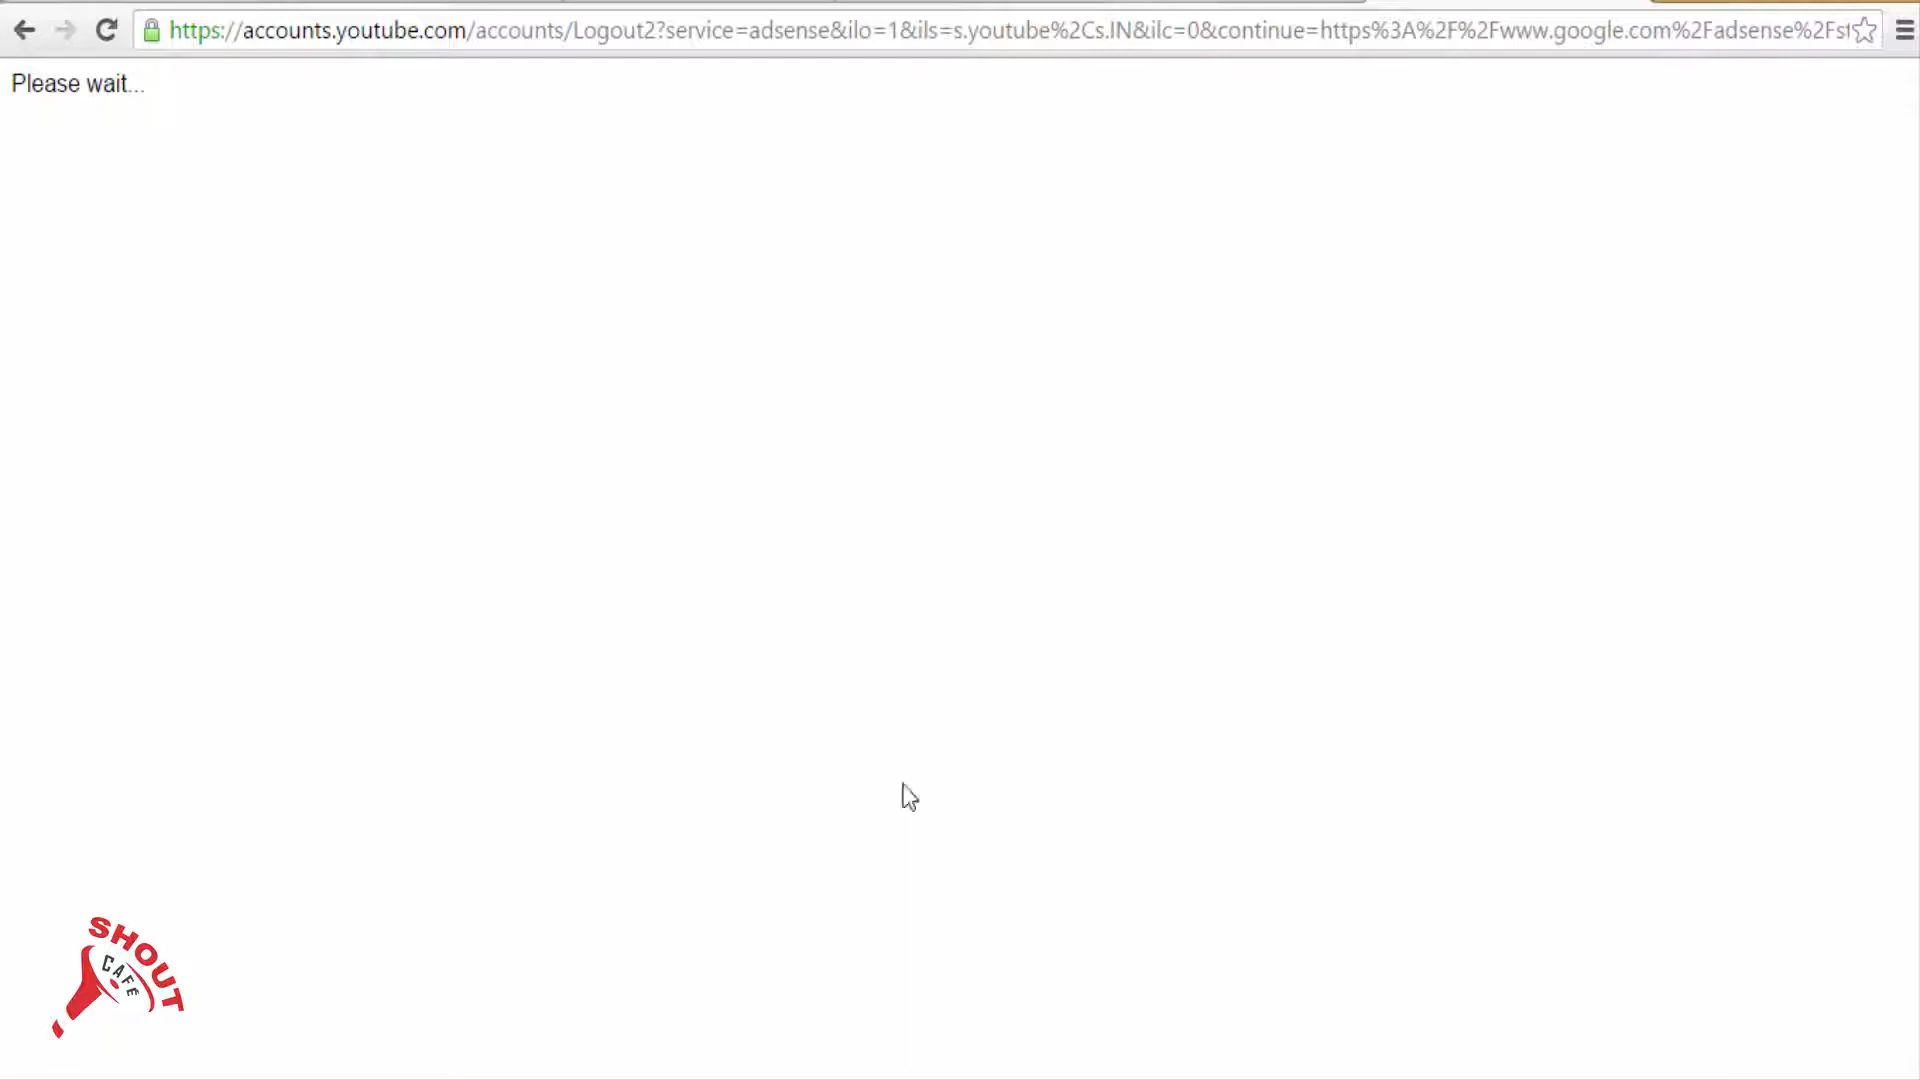 https://accounts.youtube.com/accounts/Logout2?service=adsense&ilo=1&ils=s.youtube%2Cs.IN&ilc=0&continue=https%3A%2F%2Fwww.google.com%2Fadsense%2Fst
Please wait...
SHOUT
CAFE